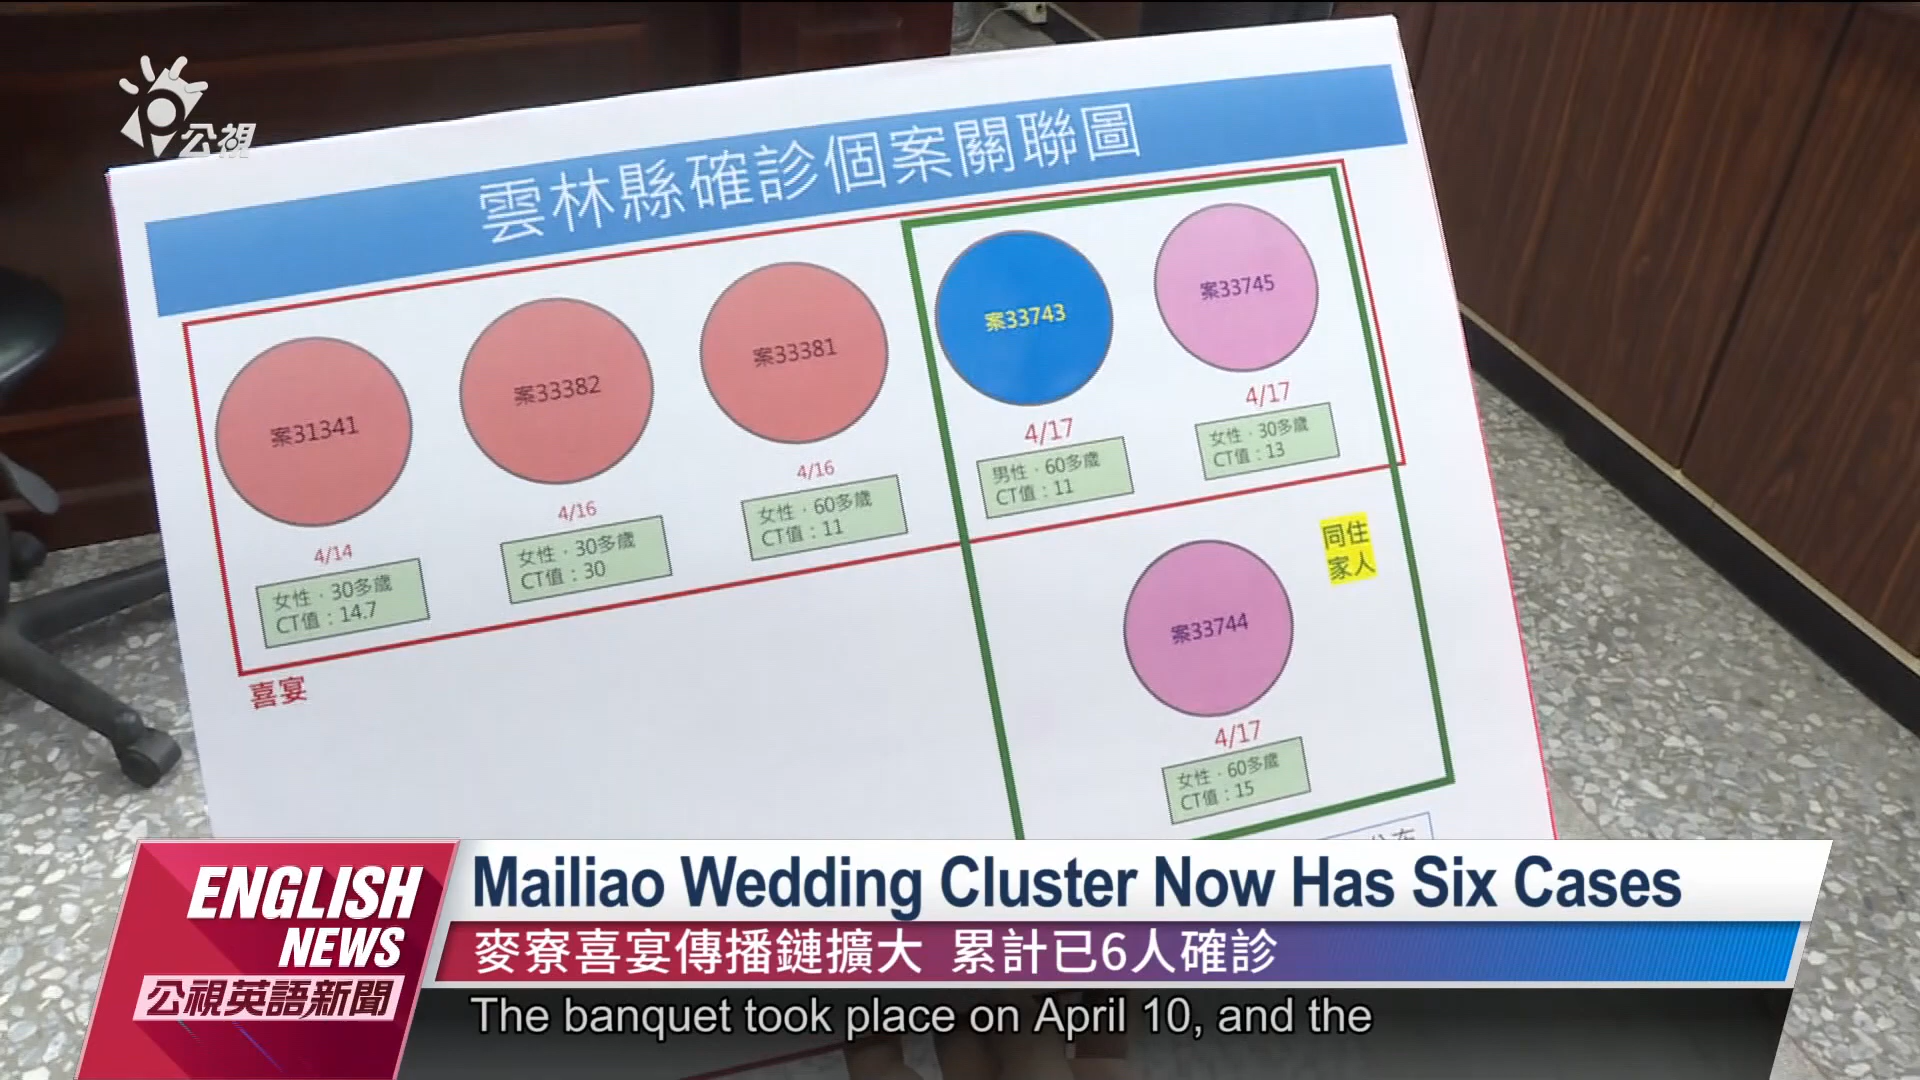 公視
雲林縣確診個案關聯圖
案31341
4/14
女性．30多歲
CT值：14.7
案33382
4/16
女性．30多歲
CT值：30
案33381
4/16
女性．60多歲
CT值：11
案33743
4/17
男性．60多歲
CT值：11
案33745
4/17
女性．30多歲
CT值：13
同住
家人
案33744
4/17
女性．60多歲
CT值：15
喜宴
ENGLISH
NEWS
公視英語新聞
Mailiao Wedding Cluster Now Has Six Cases
麥寮喜宴傳播鏈擴大 累計已6人確診
The banquet took place on April 10, and the